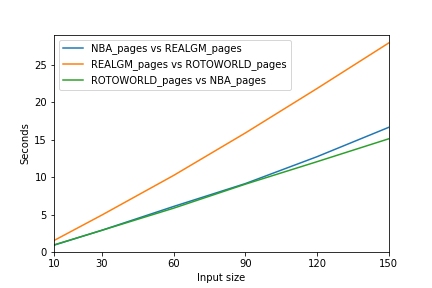 NBA_pages vs REALGM_pages
REALGM_pages vs ROTOWORLD_pages
ROTOWORLD_pages vs NBA_pages
25
20
15
10
5
0
Seconds
10 30 60 90 120 150
Input size